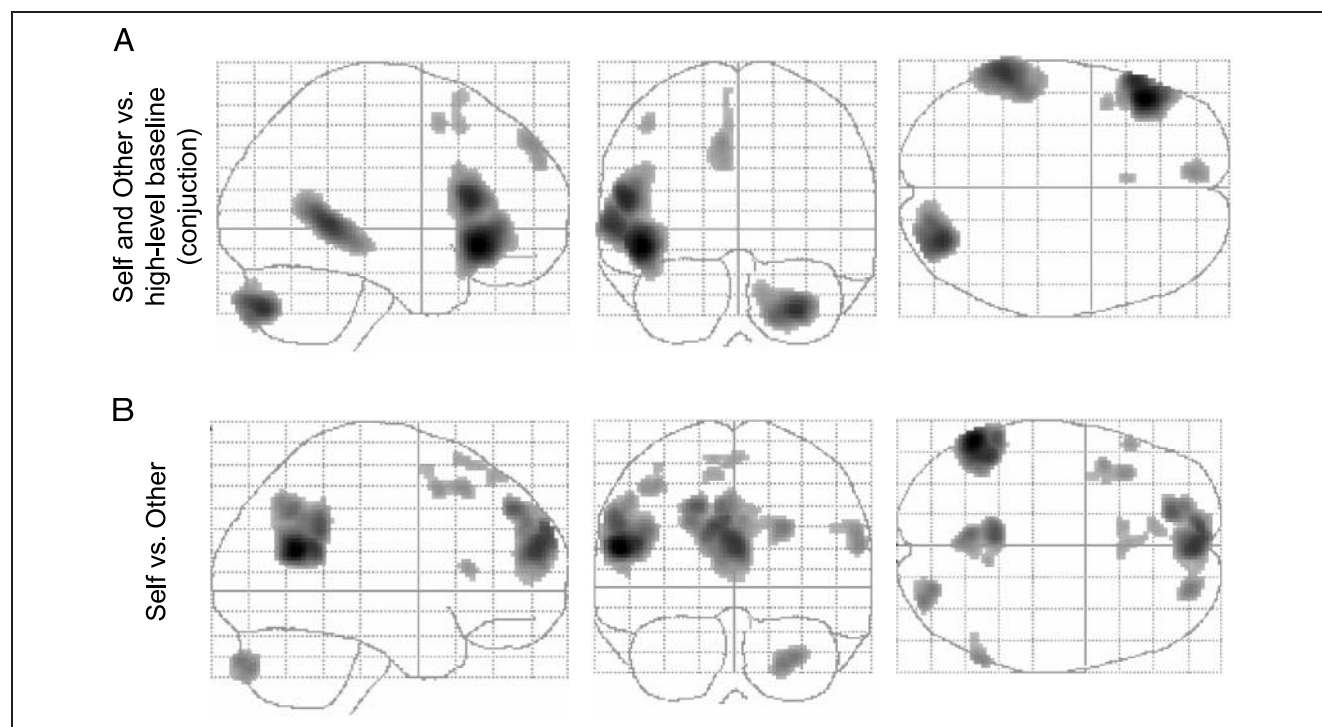 A
Self and Other vs.
high-level baseline
(conjuction)
B
Self vs. Other